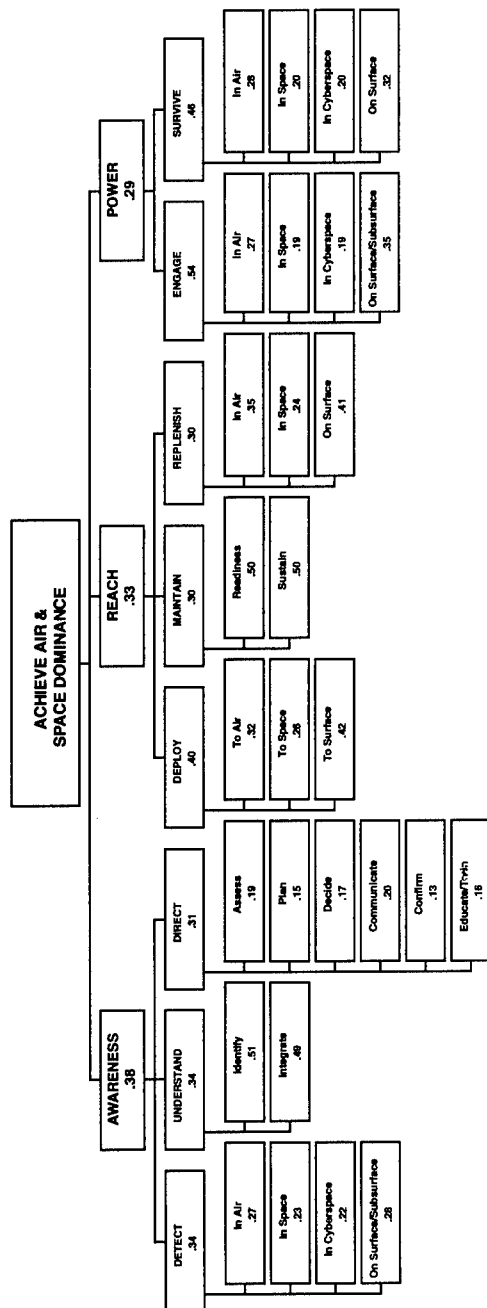 ACHIEVE AIR &
SPACE DOMINANCE
AWARENESS
.38
REACH
.33
POWER
.29
DETECT
.34
UNDERSTAND
.34
DIRECT
.31
DEPLOY
.40
MAINTAIN
.30
REPLENISH
.30
ENGAGE
.54
SURVIVE
.46
In Air
.27
In Space
.23
In Cyberspace
.22
On Surface/Subsurface
.28
Identify
.51
Integrate
.49
Assess
.19
Plan
.15
Decide
.17
Communicate
.20
Confirm
.13
Educate/Train
.16
To Air
.32
To Space
.26
To Surface
.42
Readiness
.50
Sustain
.50
In Air
.35
In Space
.24
On Surface
.41
In Air
.27
In Space
.19
In Cyberspace
.19
On Surface/Subsurface
.35
In Air
.28
In Space
.20
In Cyberspace
.20
On Surface
.32